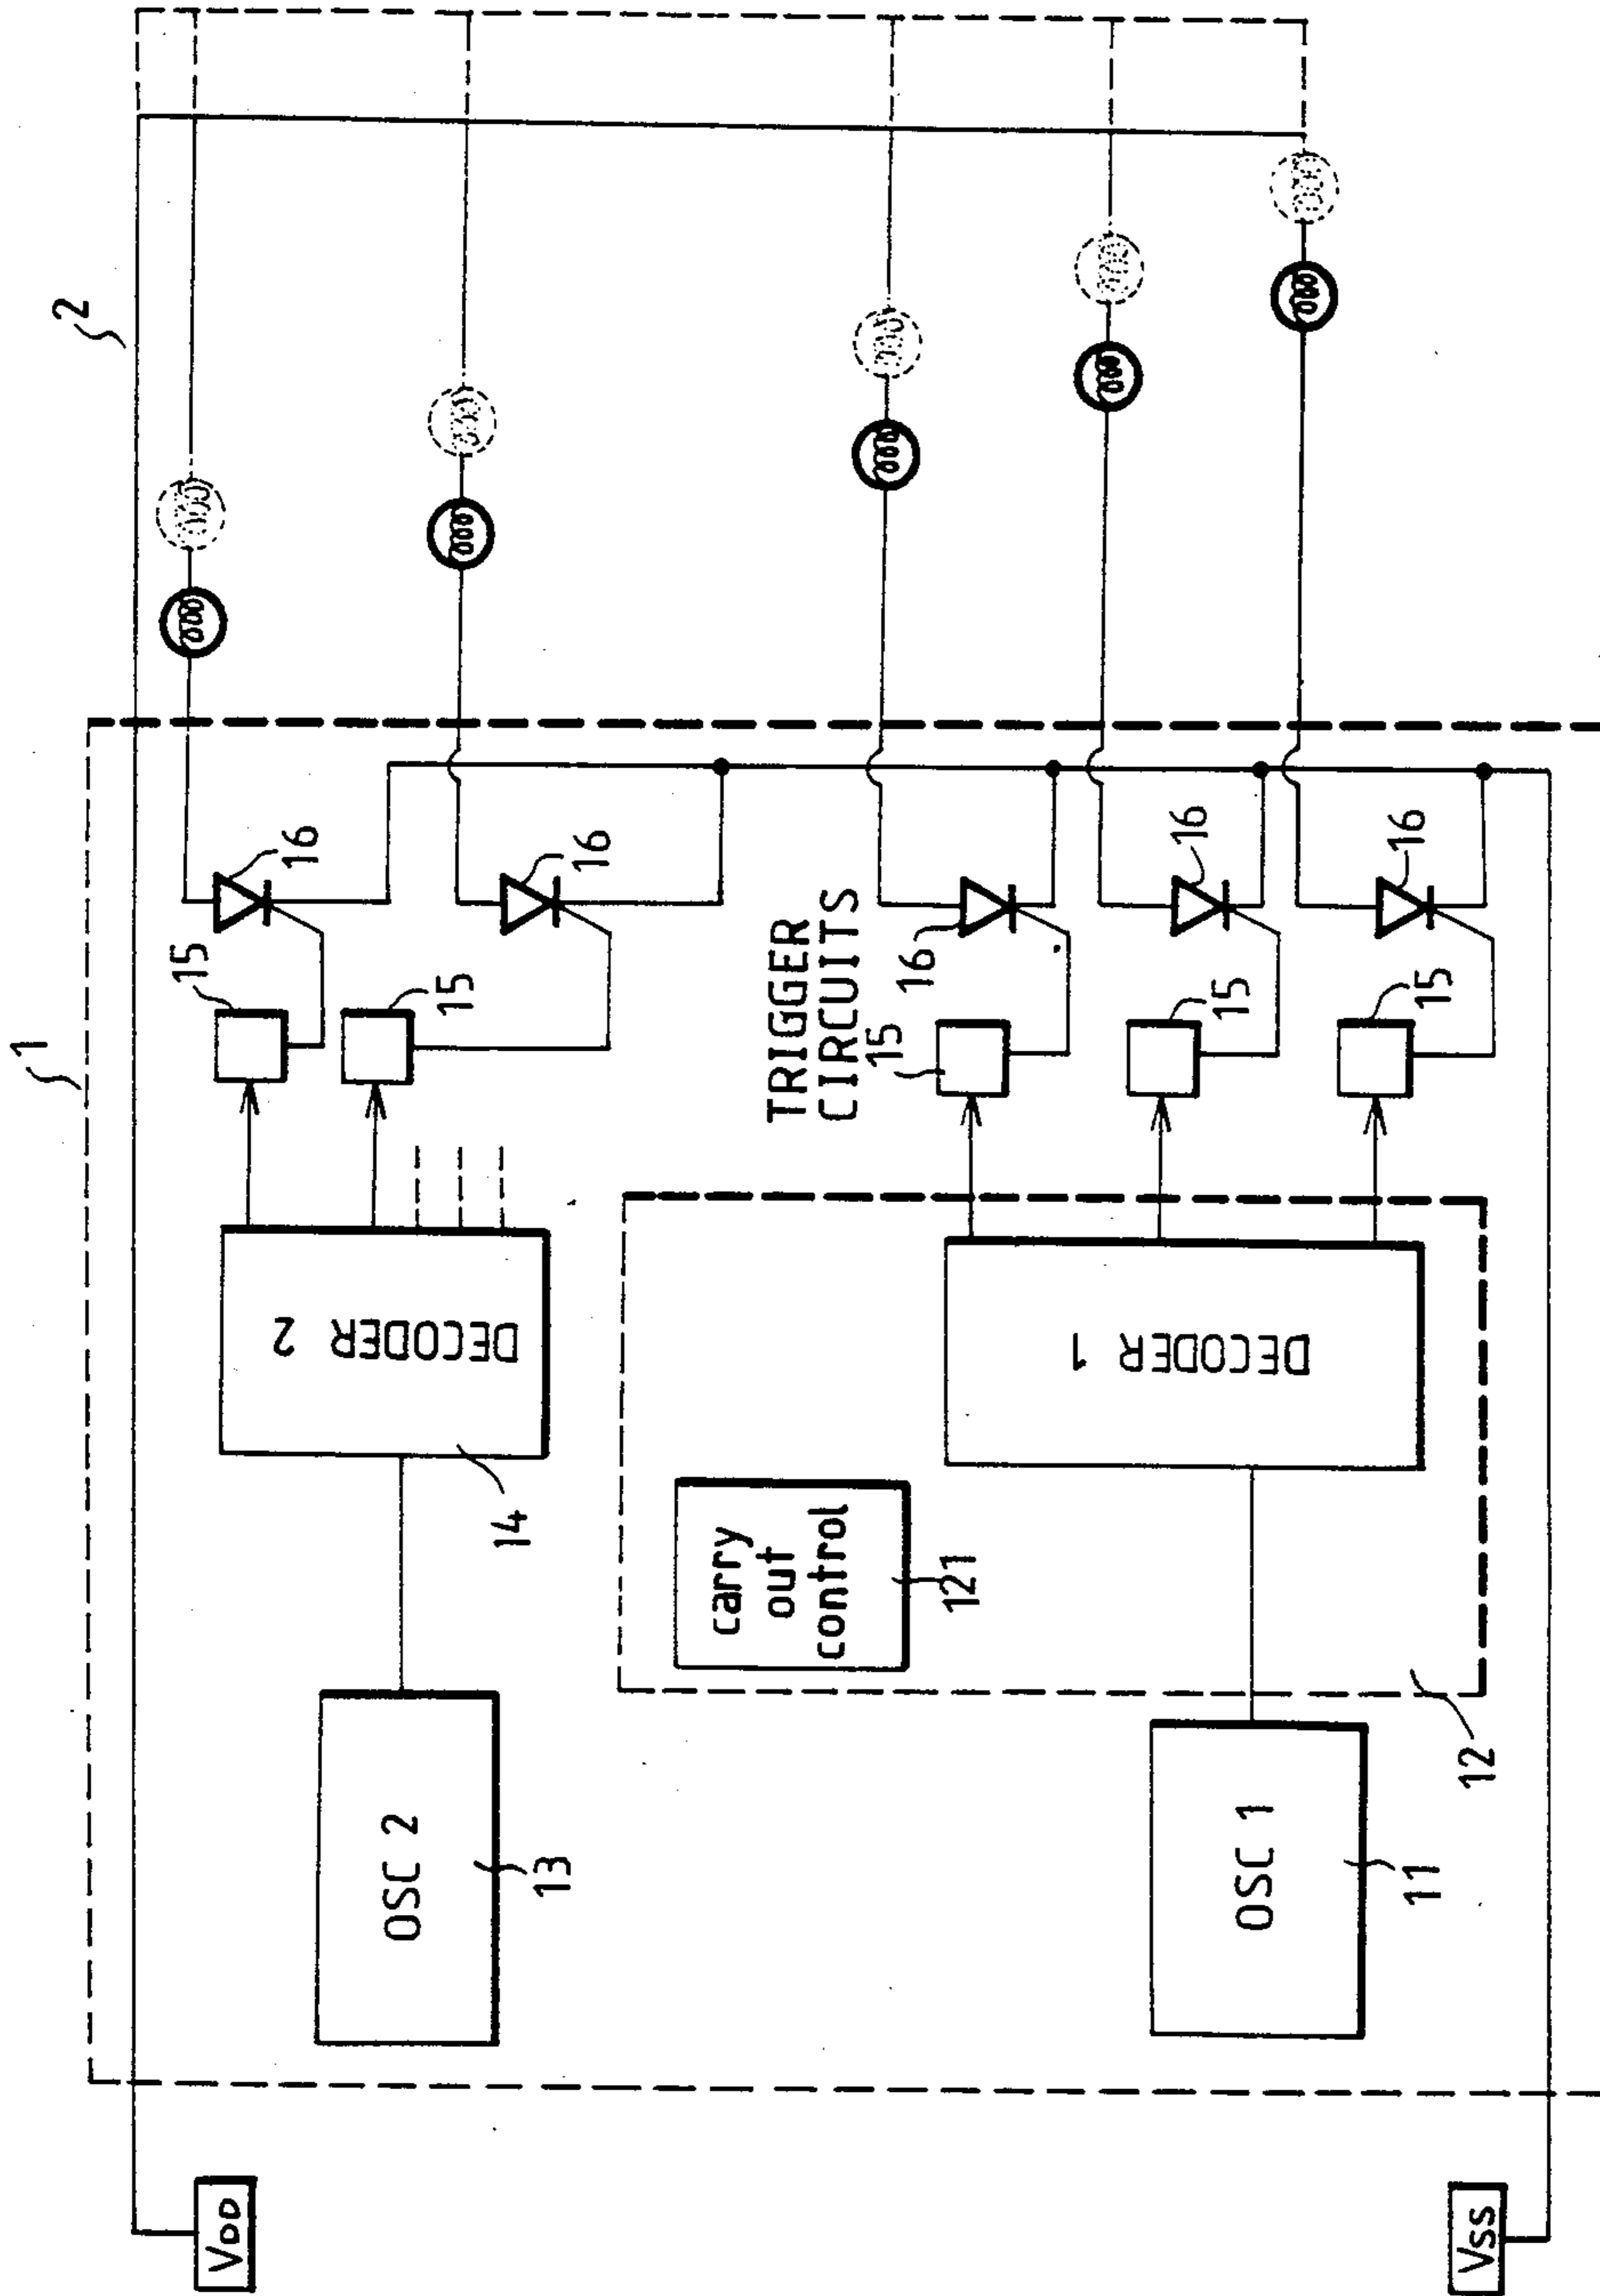 1
2
VDD
OSC 2
13
DECODER 2
14
15
16
15
16
carry
out
control
121
TRIGGER
CIRCUITS
15
16
OSC 1
11
12
DECODER 1
15
16
15
16
VSS